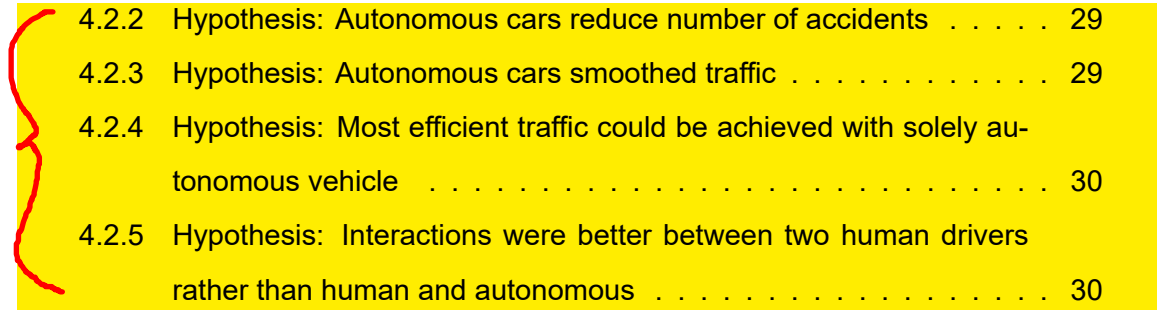 4.2.2 Hypothesis: Autonomous cars reduce number of accidents . . . . . 29
4.2.3 Hypothesis: Autonomous cars smoothed traffic . . . . . . . . . . . . 29
4.2.4 Hypothesis: Most efficient traffic could be achieved with solely au-
tonomous vehicle . . . . . . . . . . . . . . . . . . . . . . . . . . . . 30
4.2.5 Hypothesis: Interactions were better between two human drivers
rather than human and autonomous . . . . . . . . . . . . . . . . . . 30